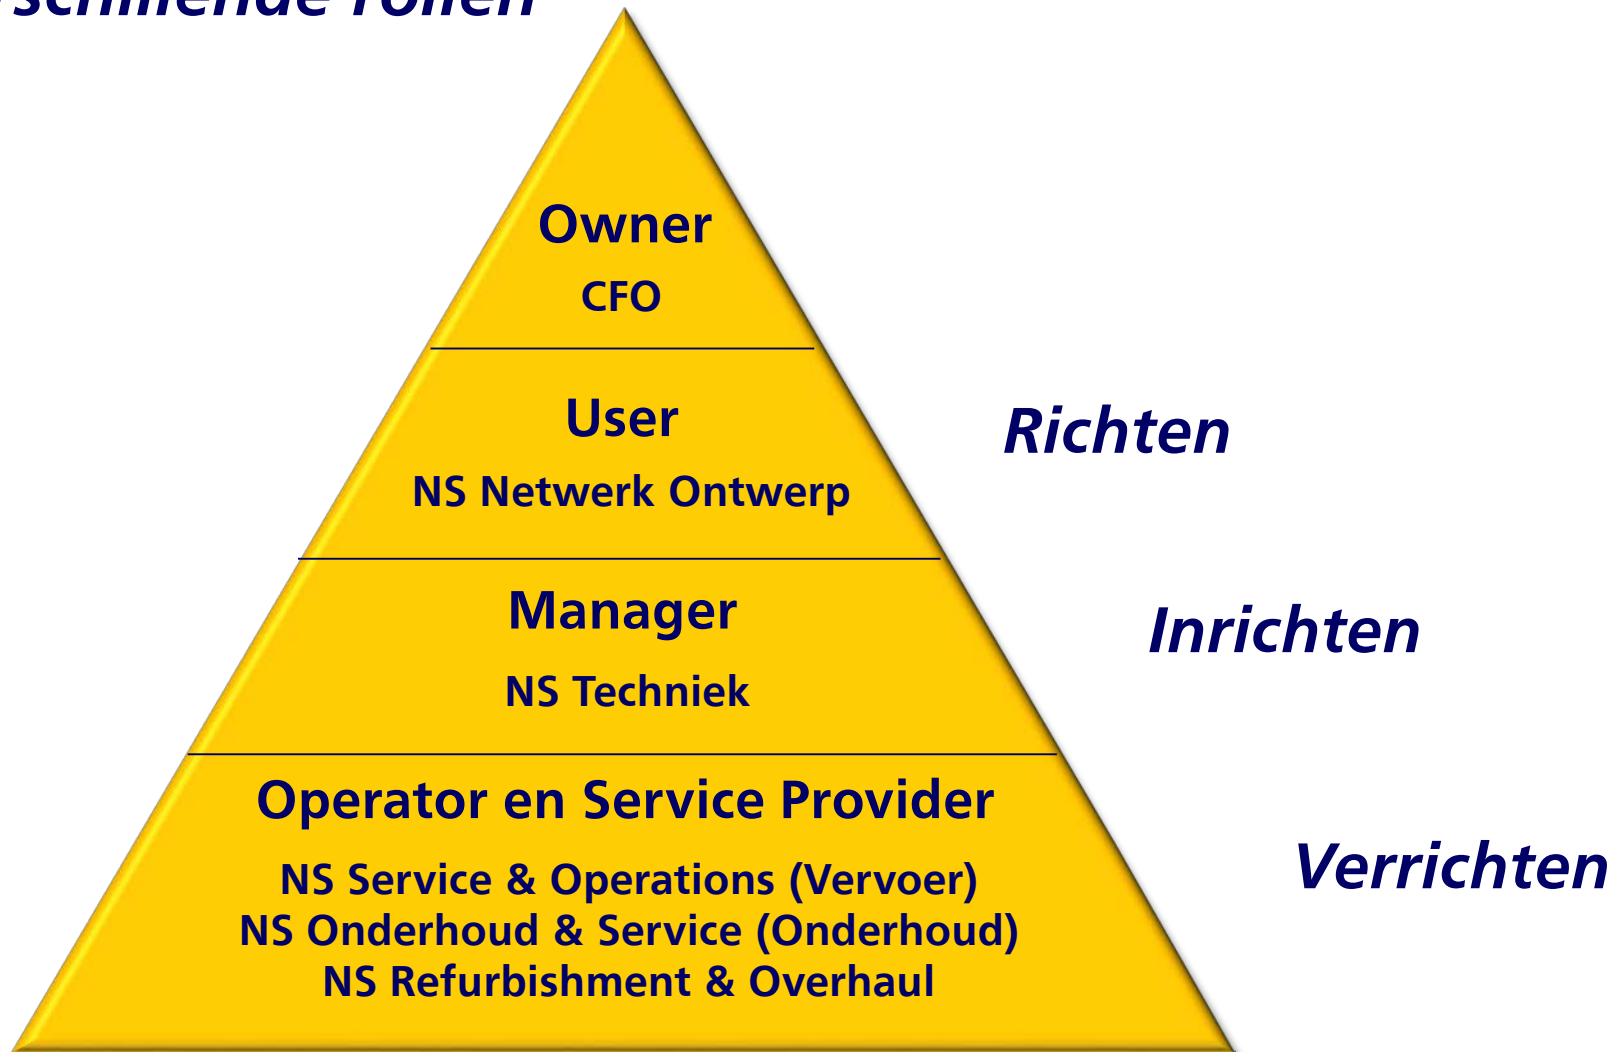 rollen
Owner
CFO
User
NS Netwerk Ontwerp
Richten
Manager
Inrichten
NS Techniek
Operator en Service Provider
NS Service & Operations (Vervoer)
Verrichten
NS Onderhoud & Service (Onderhoud)
NS Refurbishment & Overhaul